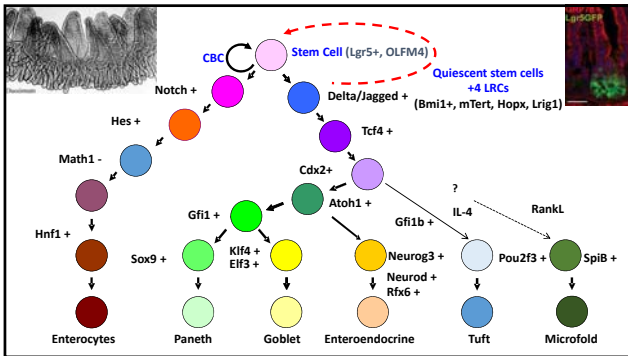 Lgr5GFP
CBC
Stem Cell (Lgr5+, OLFM4)
Quiescent stem cells
+4 LRCs
(Bmi1+, mTert, Hopx, Lrig1)
Notch +
Delta/Jagged +
Hes +
Tcf4 +
Math1 -
Cdx2+
Atoh1 +
?
Gfi1 +
Gfi1b +
IL-4
RankL
Hnf1 +
Sox9 +
Klf4 +
Elf3 +
Neurog3 +
Pou2f3 +
SpiB +
Neurod +
Rfx6 +
Enterocytes
Paneth
Goblet
Enteroendocrine
Tuft
Microfold